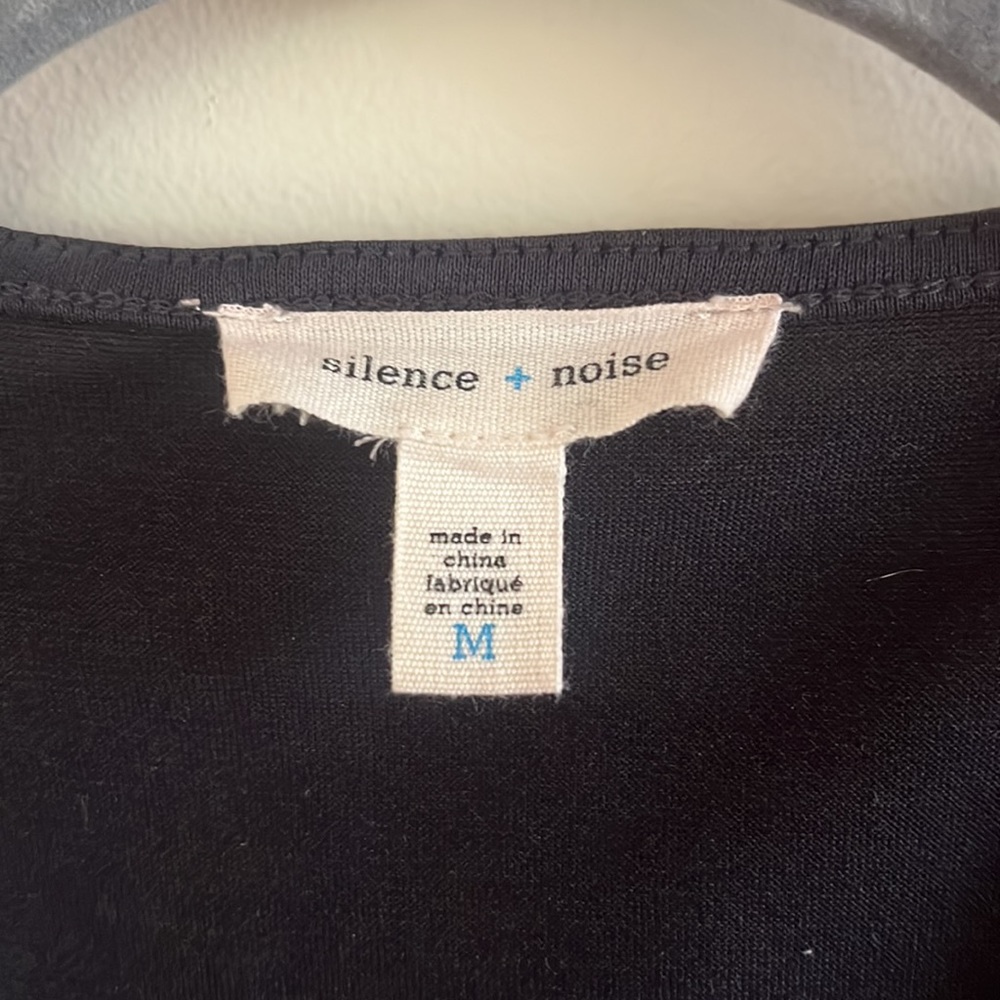 silence + noise
made in
china
fabriqué
en chine
M